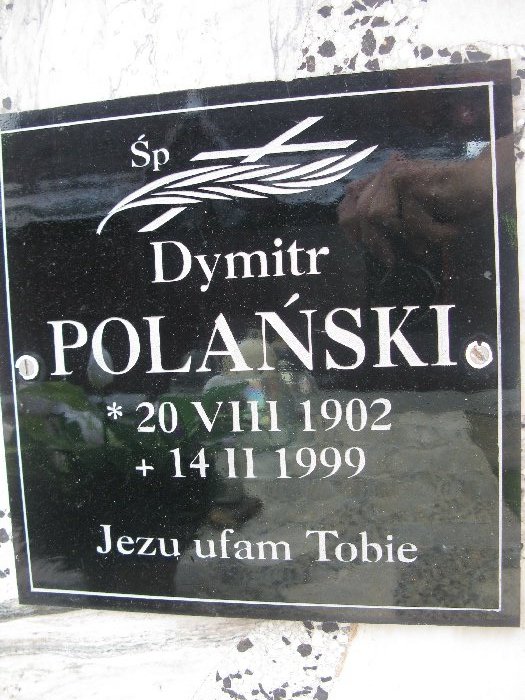 Śp
Dymitr
POLAŃSKI
* 20 VIII 1902
+ 14 II 1999
Jezu ufam Tobie